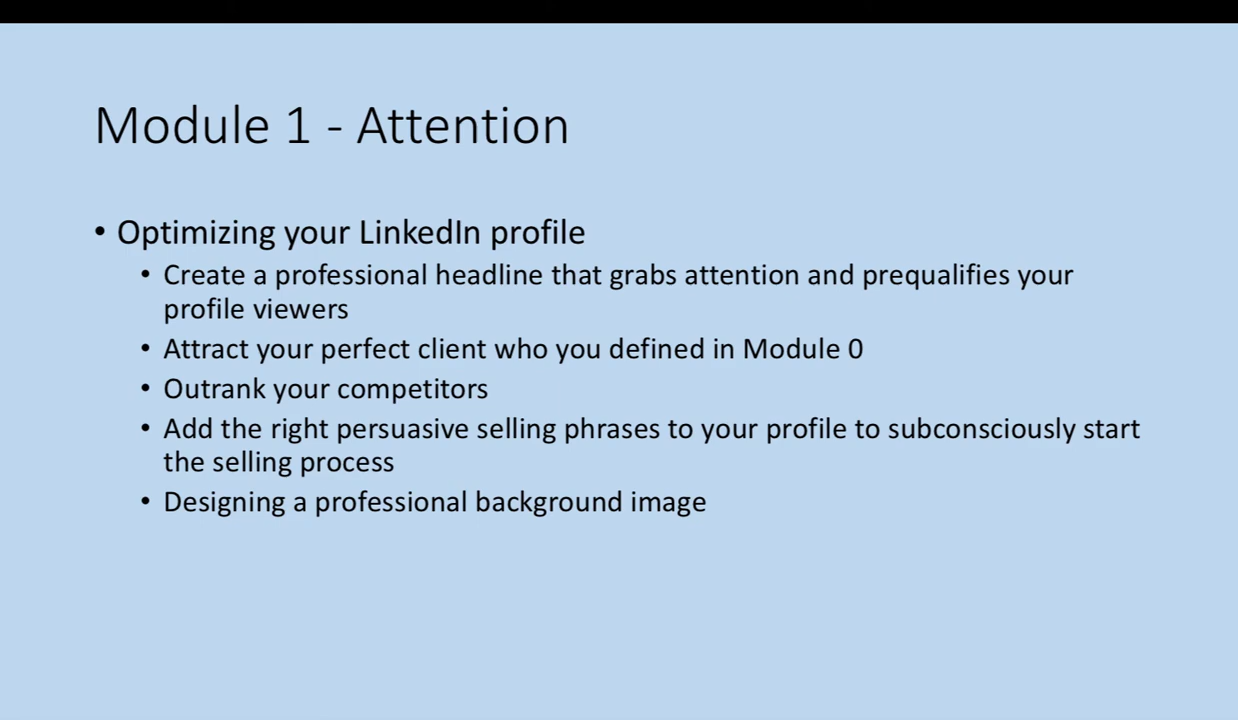 Module 1 - Attention
• Optimizing your LinkedIn profile
• Create a professional headline that grabs attention and prequalifies your
profile viewers
• Attract your perfect client who you defined in Module 0
• Outrank your competitors
• Add the right persuasive selling phrases to your profile to subconsciously start
the selling process
• Designing a professional background image